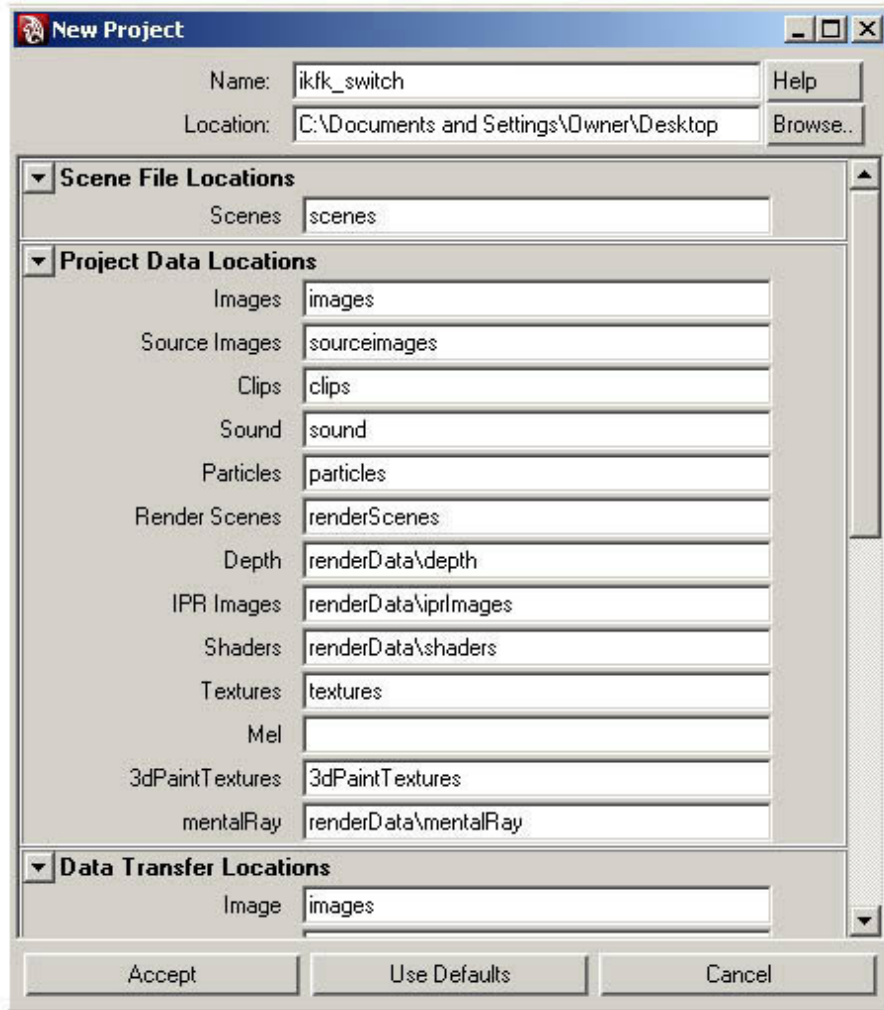 New Project
Name: ikfk_switch Help
Location: C:\Documents and Settings\Owner\Desktop Browse..
Scene File Locations
Scenes scenes
Project Data Locations
Images images
Source Images sourceimages
Clips clips
Sound sound
Particles particles
Render Scenes renderScenes
Depth renderData\depth
IPR Images renderData\iprImages
Shaders renderData\shaders
Textures textures
Mel
3dPaintTextures 3dPaintTextures
mentalRay renderData\mentalRay
Data Transfer Locations
Image images
Accept Use Defaults Cancel